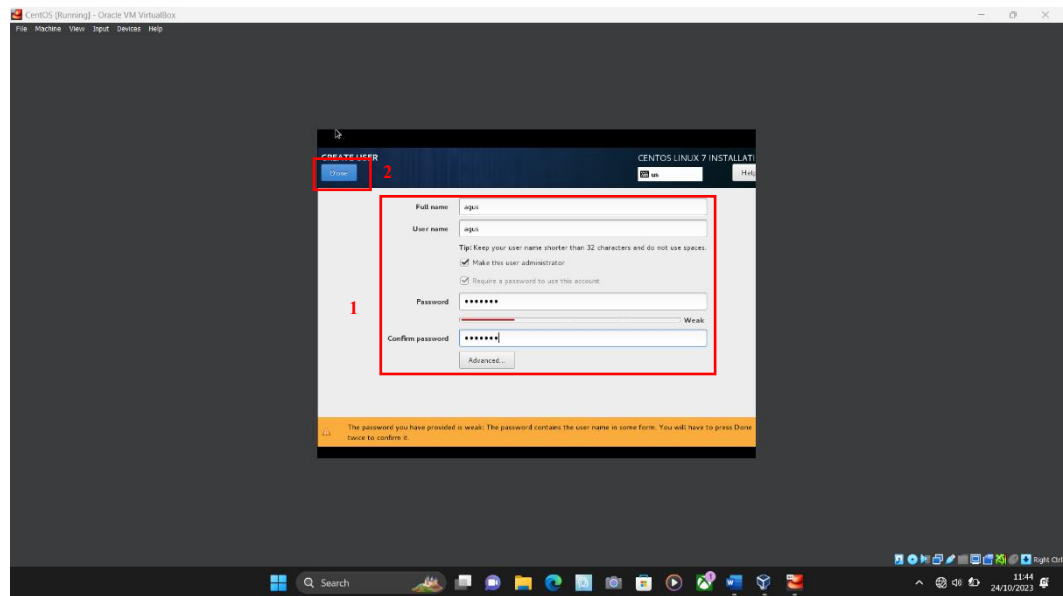 CentOS [Running] - Oracle VM VirtualBox
File Machine View Input Devices Help
CREATE USER
CENTOS LINUX 7 INSTALLATI
Done
2
us
Help
Full name
agus
User name
agus
Tip: Keep your user name shorter than 32 characters and do not use spaces.
Make this user administrator
Require a password to use this account
1
Password
•••••••
Weak
Confirm password
•••••••
Advanced...
The password you have provided is weak: The password contains the user name in some form. You will have to press Done
twice to confirm it.
Right Ctrl
Search
11:44
24/10/2023